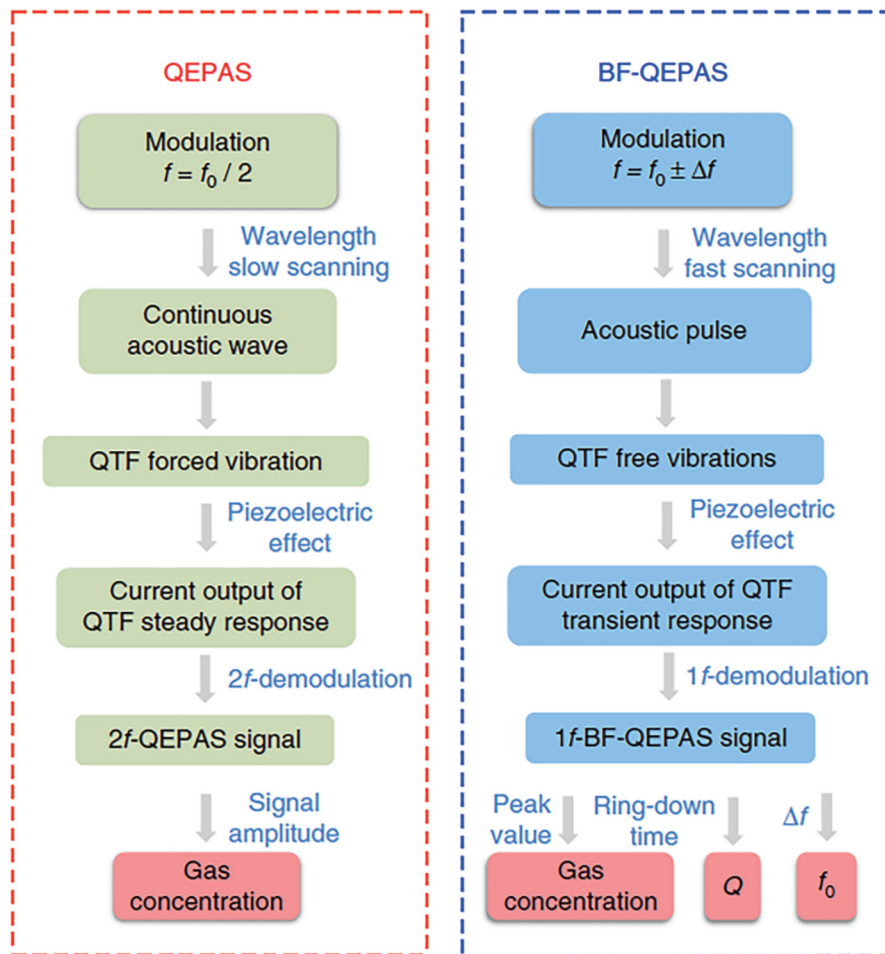 QEPAS
Modulation
f = f₀ / 2
Wavelength
slow scanning
Continuous
acoustic wave
QTF forced vibration
Piezoelectric
effect
Current output of
QTF steady response
2f-demodulation
2f-QEPAS signal
Signal
amplitude
Gas
concentration
BF-QEPAS
Modulation
f = f₀ ± Δf
Wavelength
fast scanning
Acoustic pulse
QTF free vibrations
Piezoelectric
effect
Current output of QTF
transient response
1f-demodulation
1f-BF-QEPAS signal
Peak
value
Ring-down
time
Δf
Gas
concentration
Q
f₀